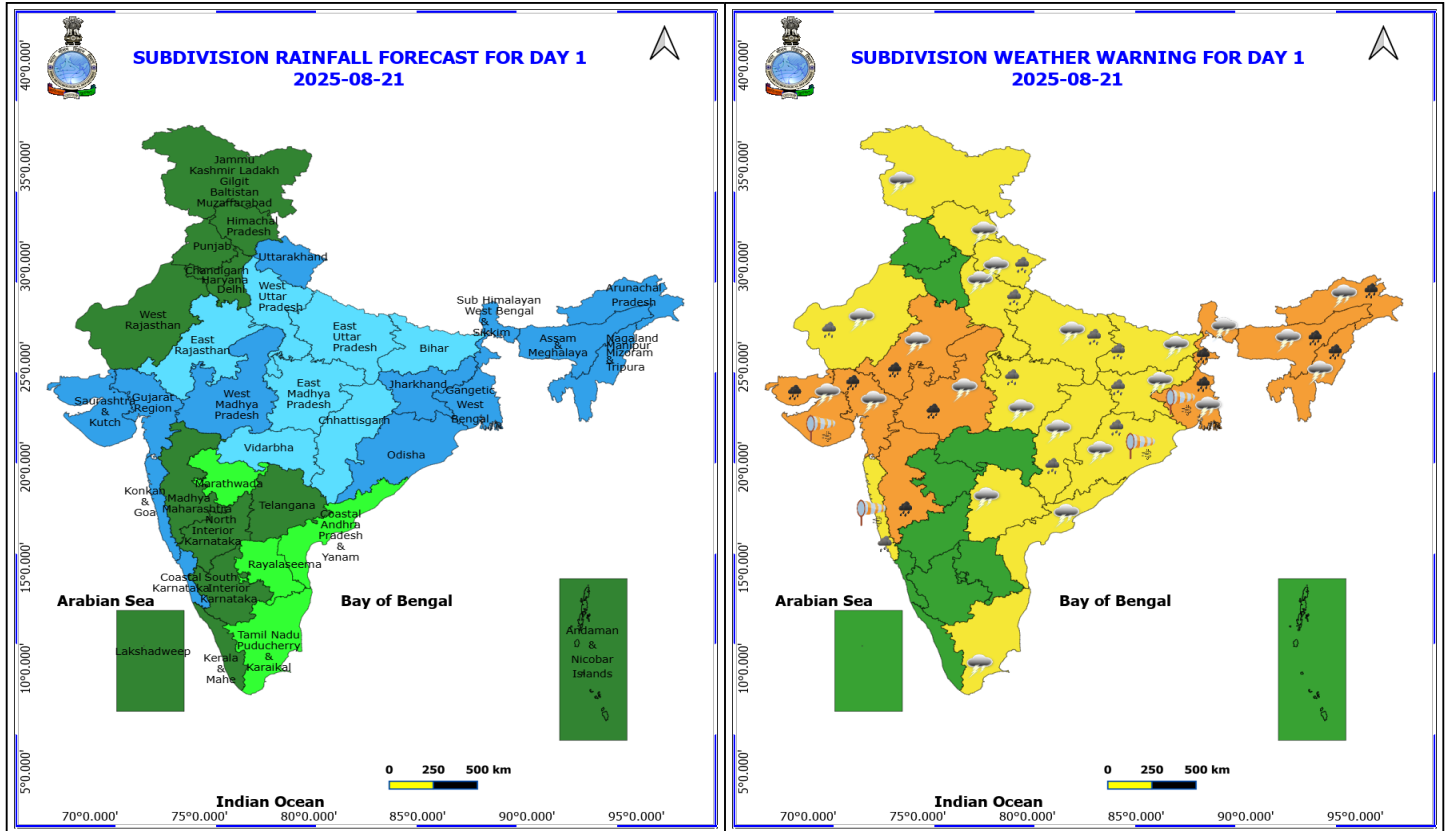 SUBDIVISION RAINFALL FORECAST FOR DAY 1
2025-08-21
40°0.000'
35°0.000'
30°0.000'
25°0.000'
20°0.000'
15°0.000'
10°0.000'
5°0.000'
Jammu
Kashmir Ladakh
Gilgit
Baltistan
Muzaffarabad
Himachal
Pradesh
Punjab
Uttarakhand
Chandigarh
Haryana
Delhi
West
Uttar
Pradesh
West
Rajasthan
East
Rajasthan
East
Uttar
Pradesh
Bihar
Sub Himalayan
West Bengal
&
Sikkim
Arunachal
Pradesh
Assam
&
Meghalaya
Nagaland
Manipur
Mizoram
&
Tripura
Saurashtra
&
Kutch
Gujarat
Region
West
Madhya
Pradesh
East
Madhya
Pradesh
Jharkhand
Gangetic
West
Bengal
Chhattisgarh
Odisha
Vidarbha
Marathwada
Konkan
&
Goa
Madhya
Maharashtra
Telangana
North
Interior
Karnataka
Coastal
Andhra
Pradesh
&
Yanam
Rayalaseema
Coastal
Karnataka
South
Interior
Karnataka
Arabian Sea
Bay of Bengal
Lakshadweep
Kerala
&
Mahe
Tamil Nadu
Puducherry
&
Karaikal
Andaman
&
Nicobar
Islands
0 250 500 km
Indian Ocean
70°0.000' 75°0.000' 80°0.000' 85°0.000' 90°0.000' 95°0.000'
SUBDIVISION WEATHER WARNING FOR DAY 1
2025-08-21
40°0.000'
35°0.000'
30°0.000'
25°0.000'
20°0.000'
15°0.000'
10°0.000'
5°0.000'
Arabian Sea
Bay of Bengal
0 250 500 km
Indian Ocean
70°0.000' 75°0.000' 80°0.000' 85°0.000' 90°0.000' 95°0.000'